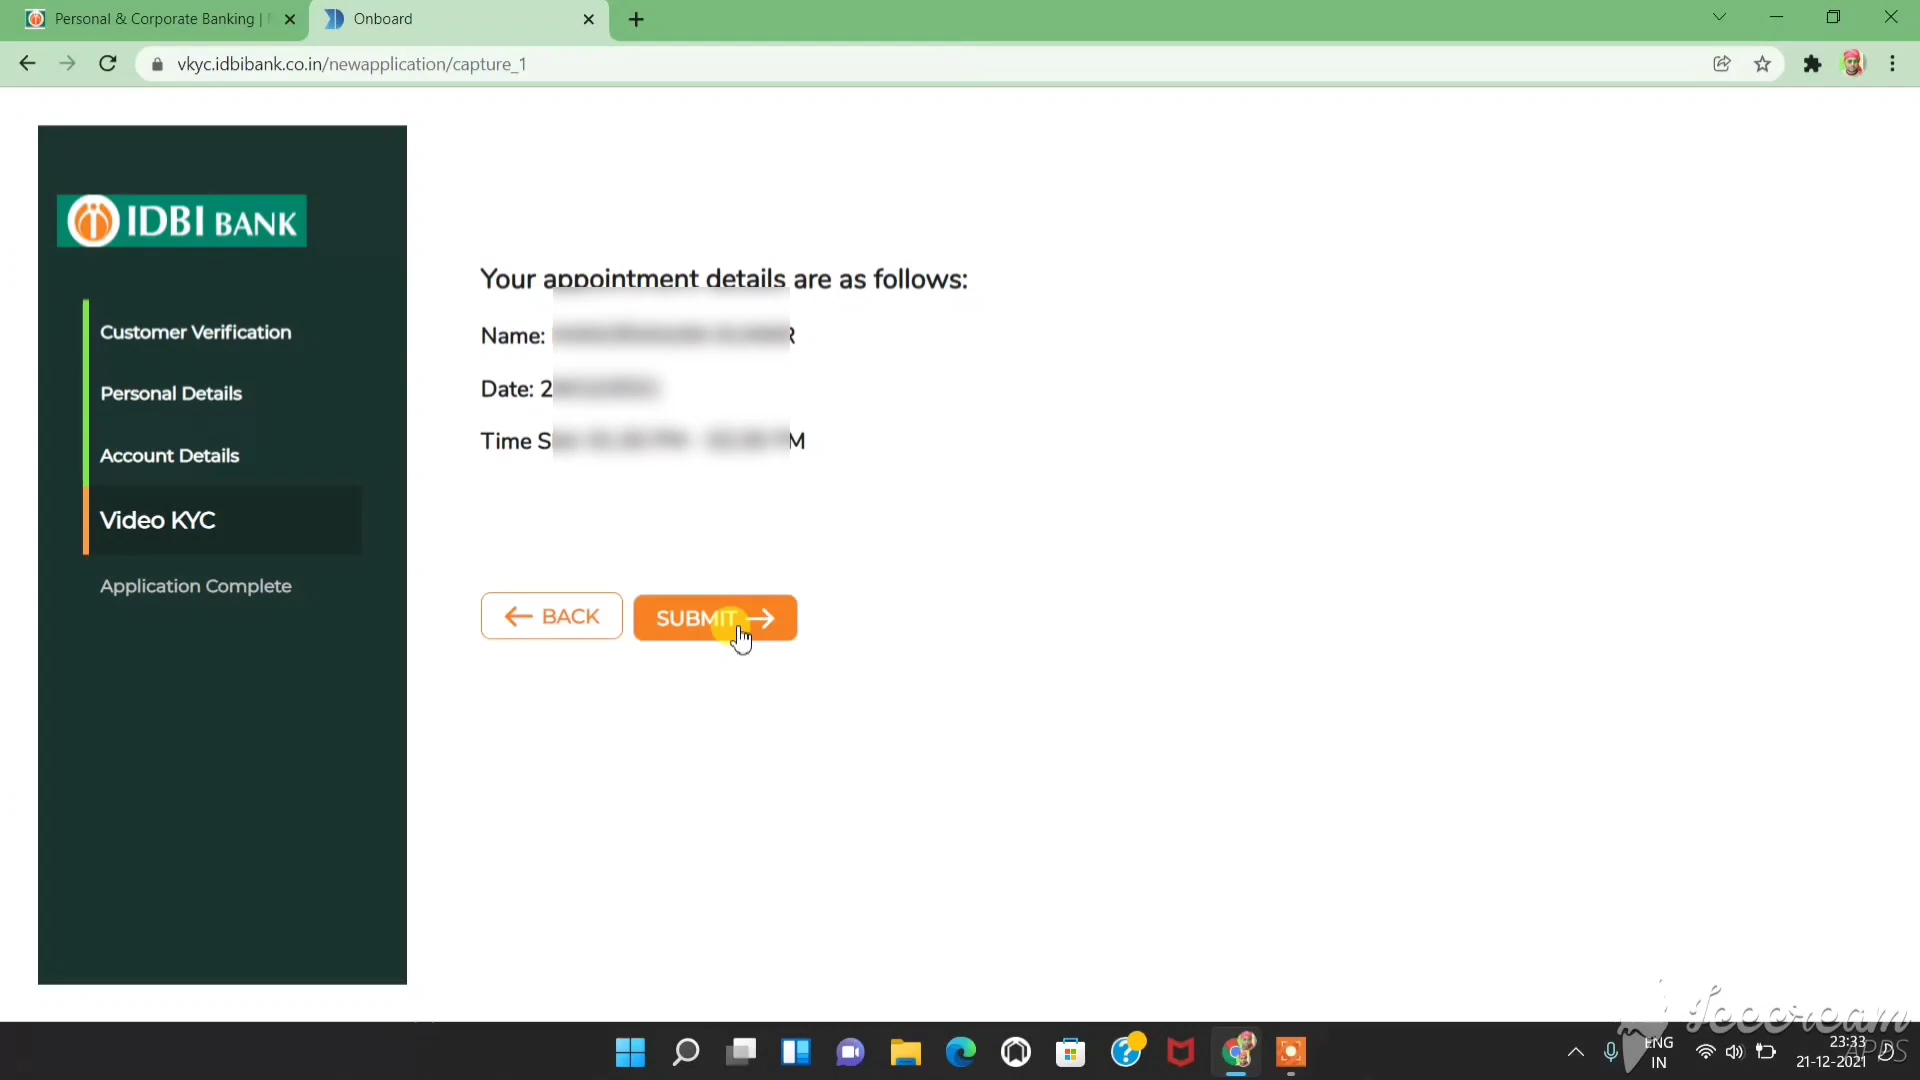 Personal & Corporate Banking |
Onboard
vkyc.idbibank.co.in/newapplication/capture_1
IDBI BANK
Customer Verification
Personal Details
Account Details
Video KYC
Application Complete
Your appointment details are as follows:
Name:
Date: 2
Time
BACK
SUBMIT
ENG
IN
23:33
21-12-2021
Icecream
APPS